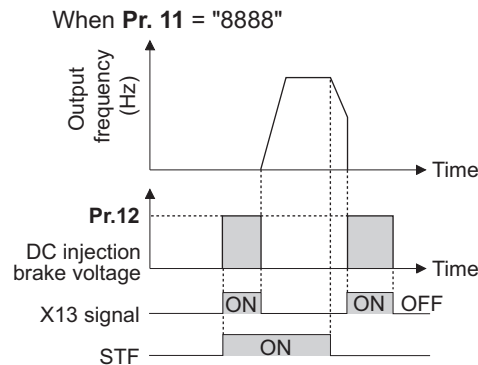 When Pr. 11 = "8888"
Output
frequency
(Hz)
Time
Pr.12
DC injection
brake voltage
Time
X13 signal
ON
ON
OFF
STF
ON